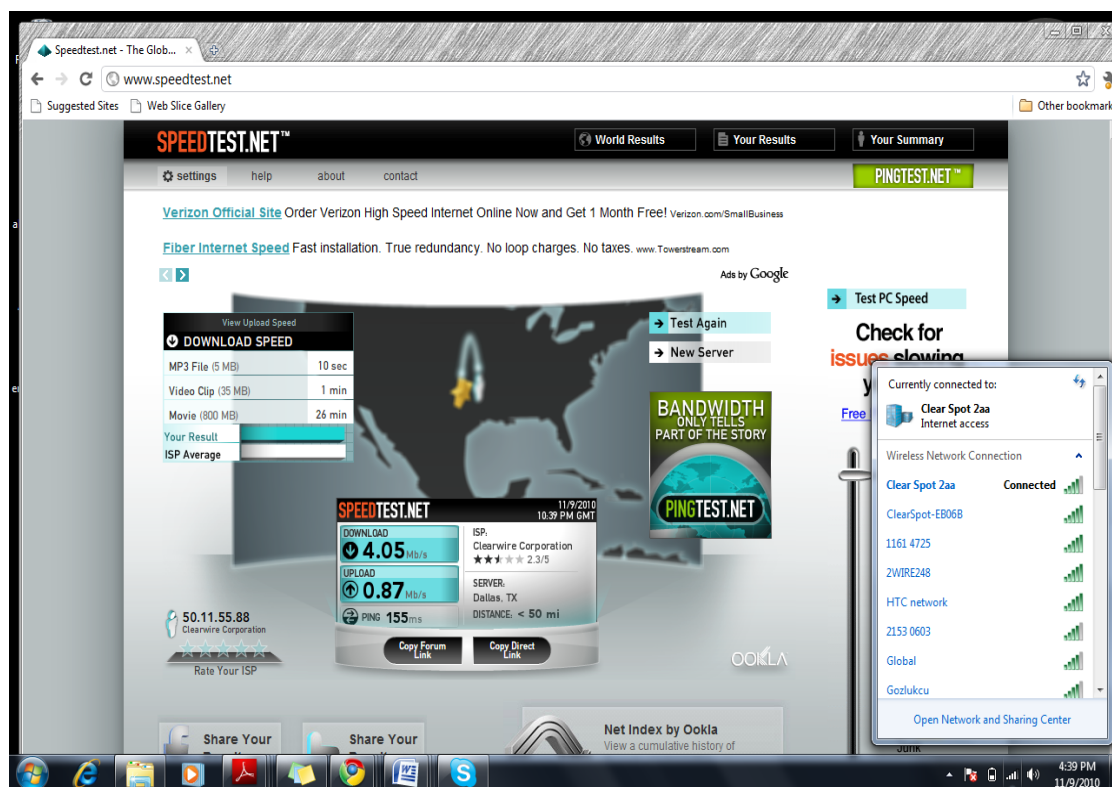 Speedtest.net - The Glob...
www.speedtest.net
Suggested Sites
Web Slice Gallery
Other bookmark
SPEEDTEST.NET™
World Results
Your Results
Your Summary
settings
help
about
contact
PINGTEST.NET™
Verizon Official Site Order Verizon High Speed Internet Online Now and Get 1 Month Free! Verizon.com/SmallBusiness
Fiber Internet Speed Fast installation. True redundancy. No loop charges. No taxes. www.Towerstream.com
Ads by Google
View Upload Speed
DOWNLOAD SPEED
MP3 File (5 MB) 10 sec
Video Clip (35 MB) 1 min
Movie (800 MB) 26 min
Your Result
ISP Average
Test Again
New Server
BANDWIDTH
ONLY TELLS
PART OF THE STORY
PINGTEST.NET
Test PC Speed
Check for
issues slowing
Free
SPEEDTEST.NET
11/9/2010
10:39 PM GMT
DOWNLOAD
4.05 Mb/s
UPLOAD
0.87 Mb/s
PING 155ms
ISP:
Clearwire Corporation
2.3/5
SERVER:
Dallas, TX
DISTANCE: < 50 mi
Copy Forum
Link
Copy Direct
Link
50.11.55.88
Clearwire Corporation
Rate Your ISP
OOKLA
Share Your
Share Your
Net Index by Ookla
View a cumulative history of
Currently connected to:
Clear Spot 2aa
Internet access
Wireless Network Connection
Clear Spot 2aa Connected
ClearSpot-EB06B
1161 4725
2WIRE248
HTC network
2153 0603
Global
Gozlukcu
Open Network and Sharing Center
Junk
4:39 PM
11/9/2010